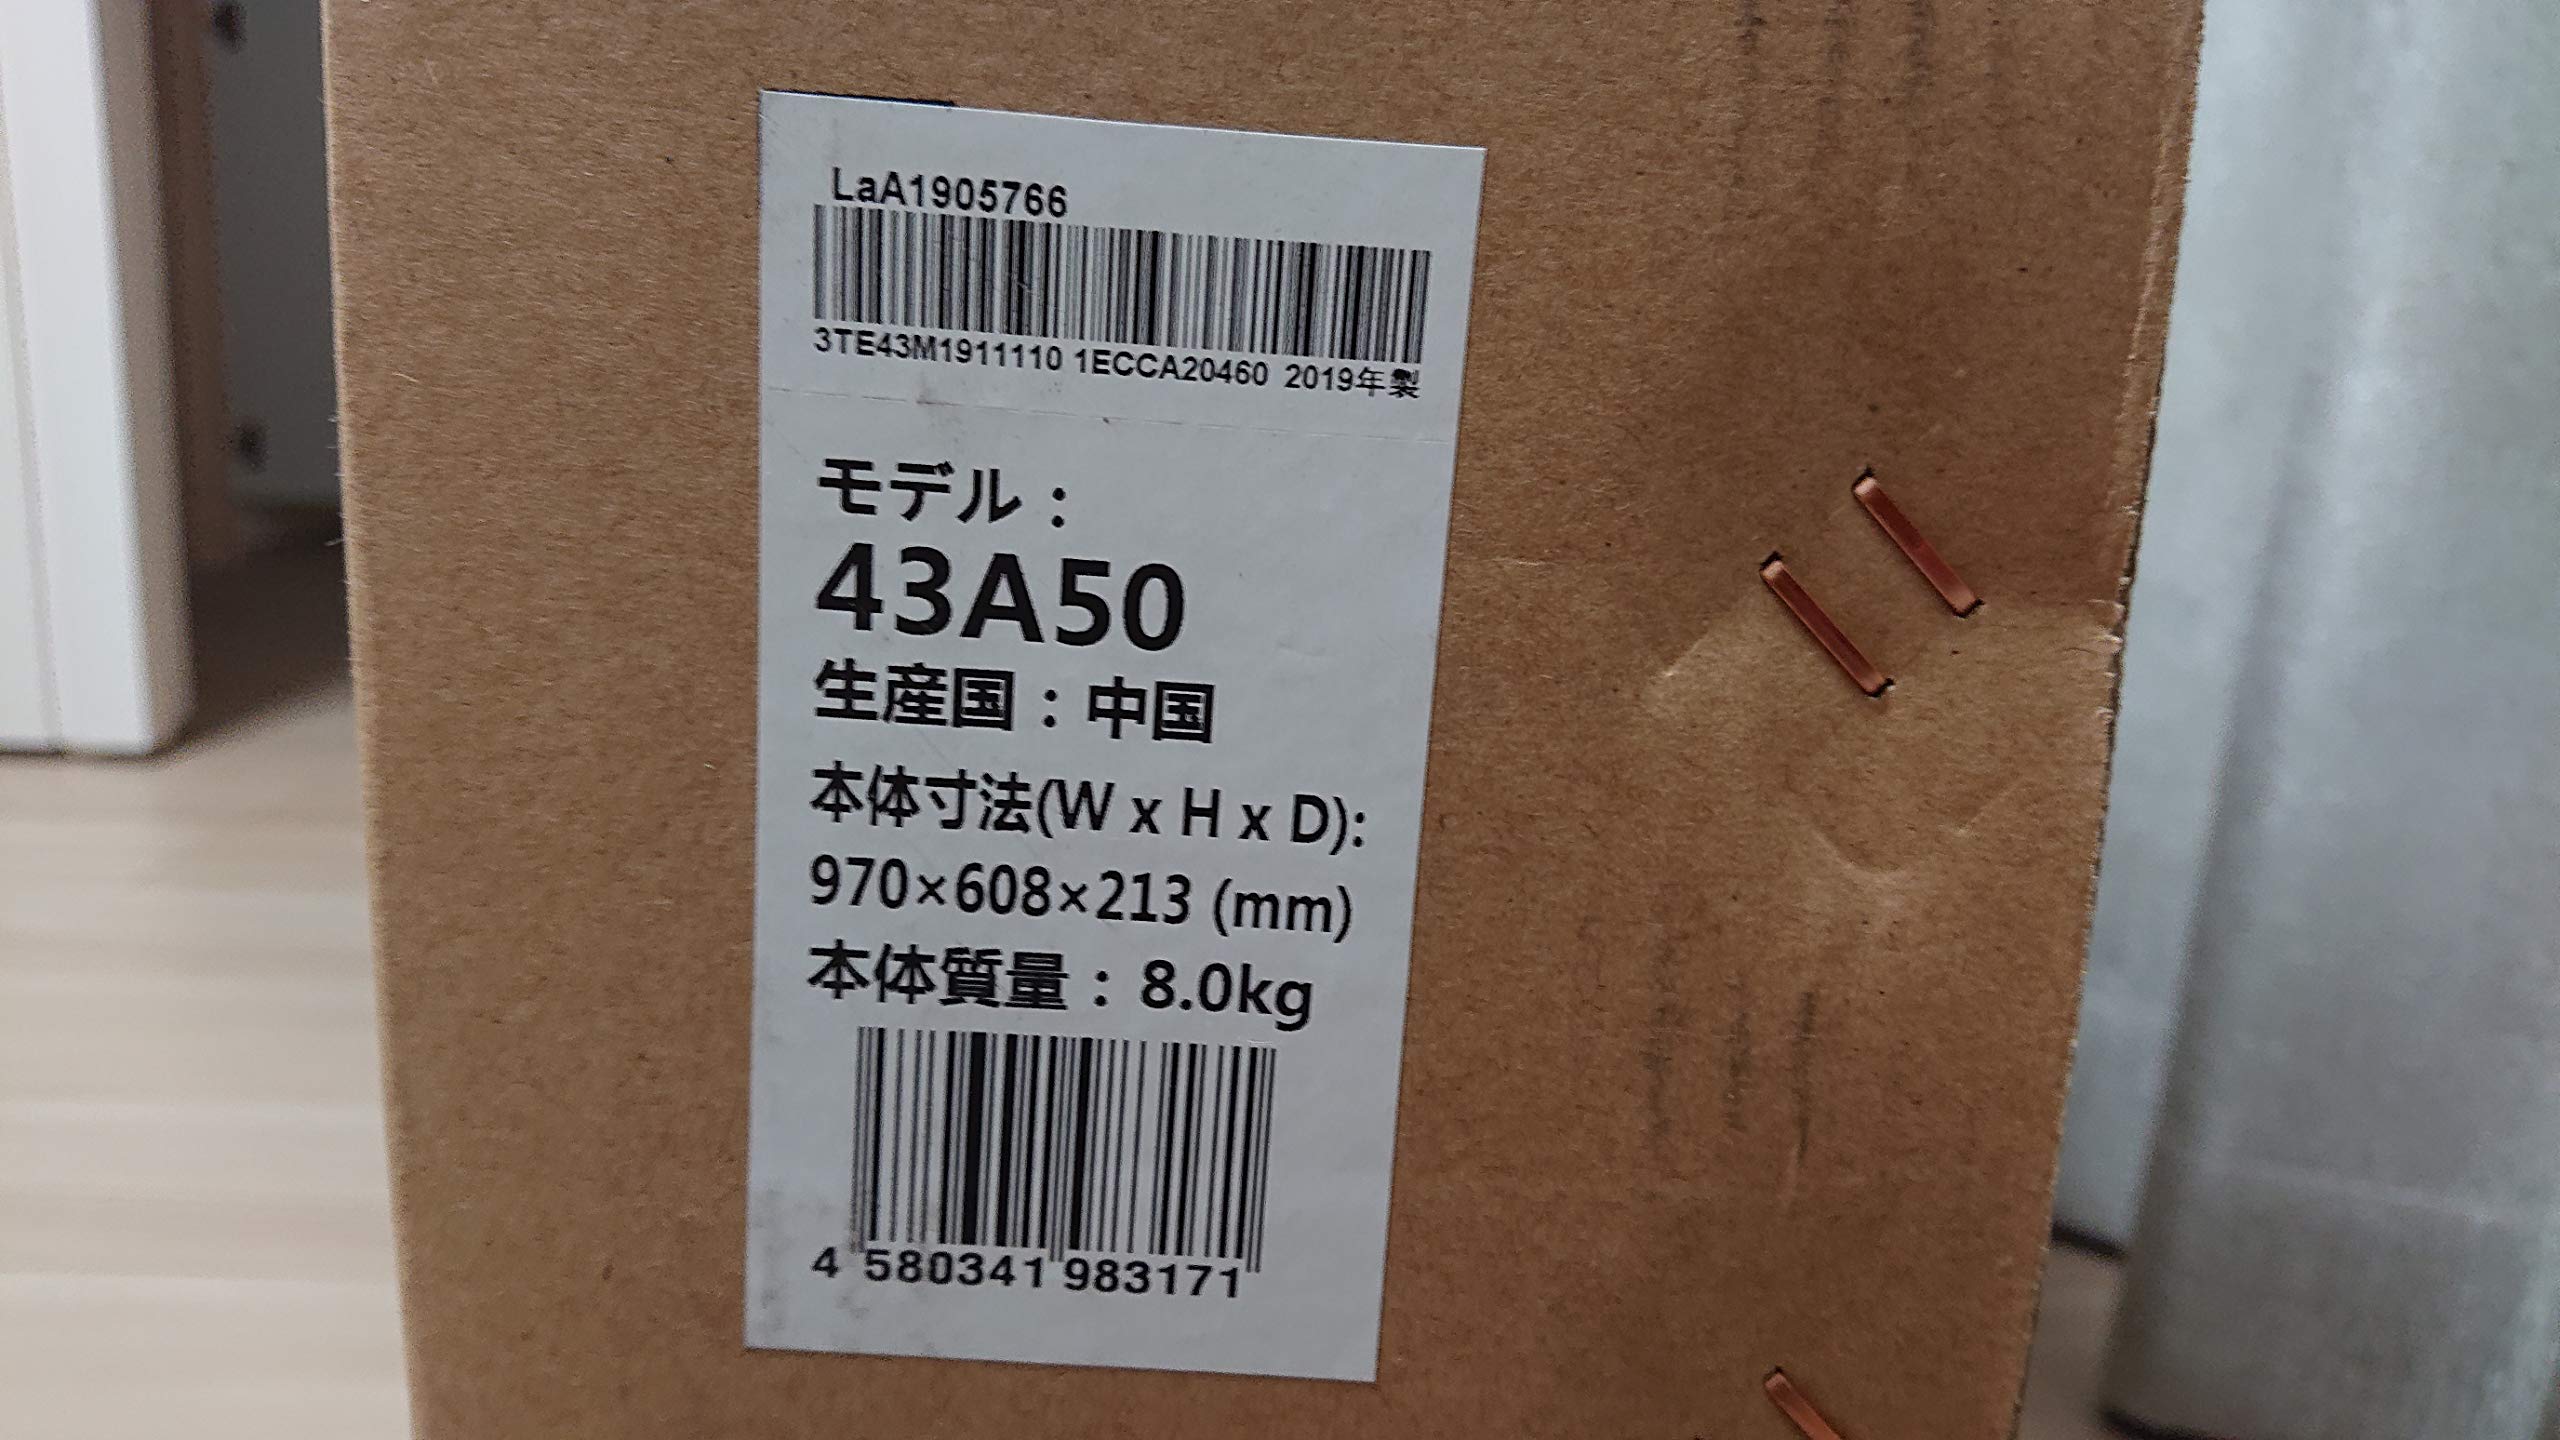 LaA1905766
3TE43M1911110 1ECCA20460 2019年製
モデル：
43A50
生産国：中国
本体寸法(W x H x D):
970×608×213 (mm)
本体質量：8.0kg
4 580341 983171